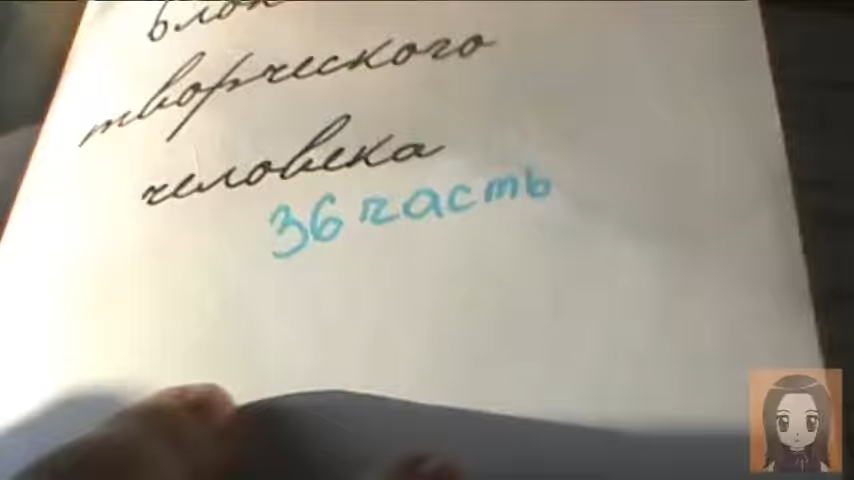 творческого
человека
36 часть